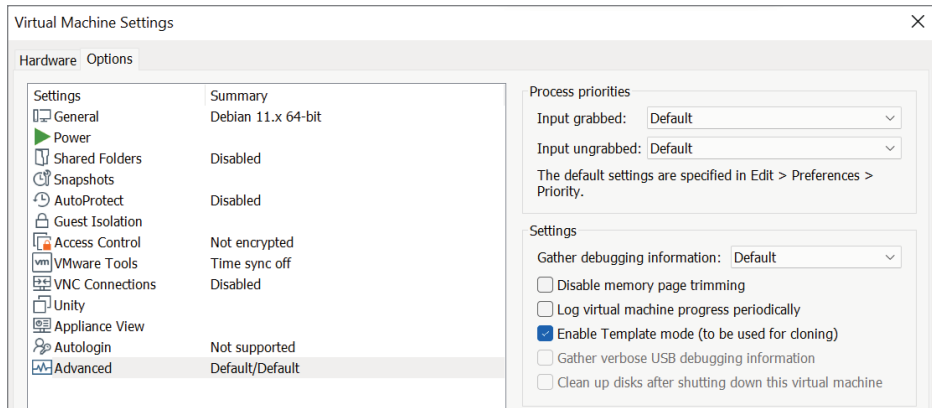 Virtual Machine Settings
Hardware Options
Settings Summary
General Debian 11.x 64-bit
Power
Shared Folders Disabled
Snapshots
AutoProtect Disabled
Guest Isolation
Access Control Not encrypted
vm VMware Tools Time sync off
VNC Connections Disabled
Unity
Appliance View
Autologin Not supported
Advanced Default/Default
Process priorities
Input grabbed: Default
Input ungrabbed: Default
The default settings are specified in Edit > Preferences >
Priority.
Settings
Gather debugging information: Default
Disable memory page trimming
Log virtual machine progress periodically
Enable Template mode (to be used for cloning)
Gather verbose USB debugging information
Clean up disks after shutting down this virtual machine